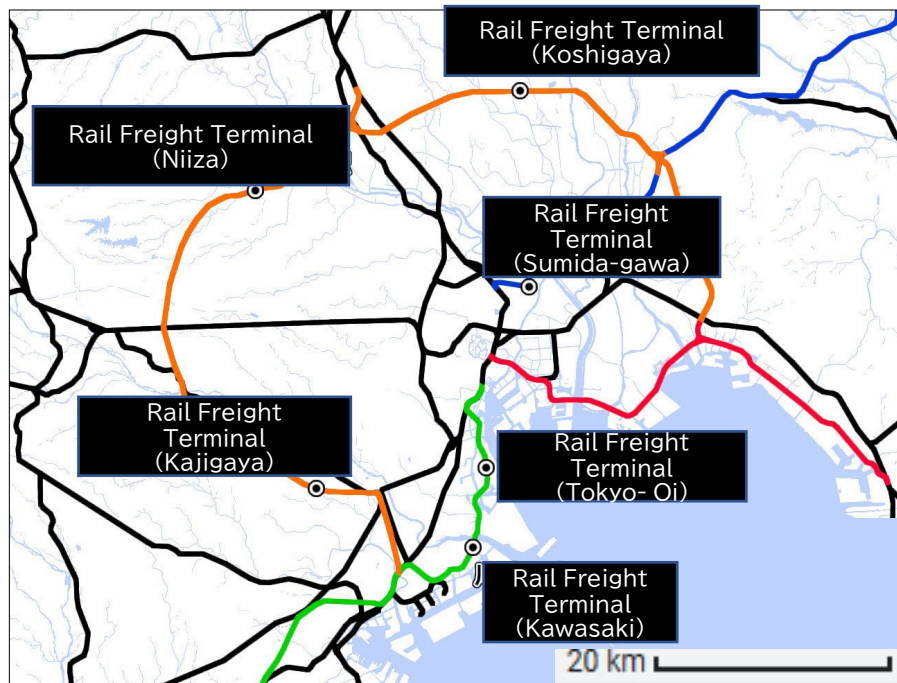 Rail Freight Terminal
(Koshigaya)
Rail Freight Terminal
(Niiza)
Rail Freight
Terminal
(Sumida-gawa)
Rail Freight
Terminal
(Kajigaya)
Rail Freight
Terminal
(Tokyo- Oi)
Rail Freight
Terminal
(Kawasaki)
20 km